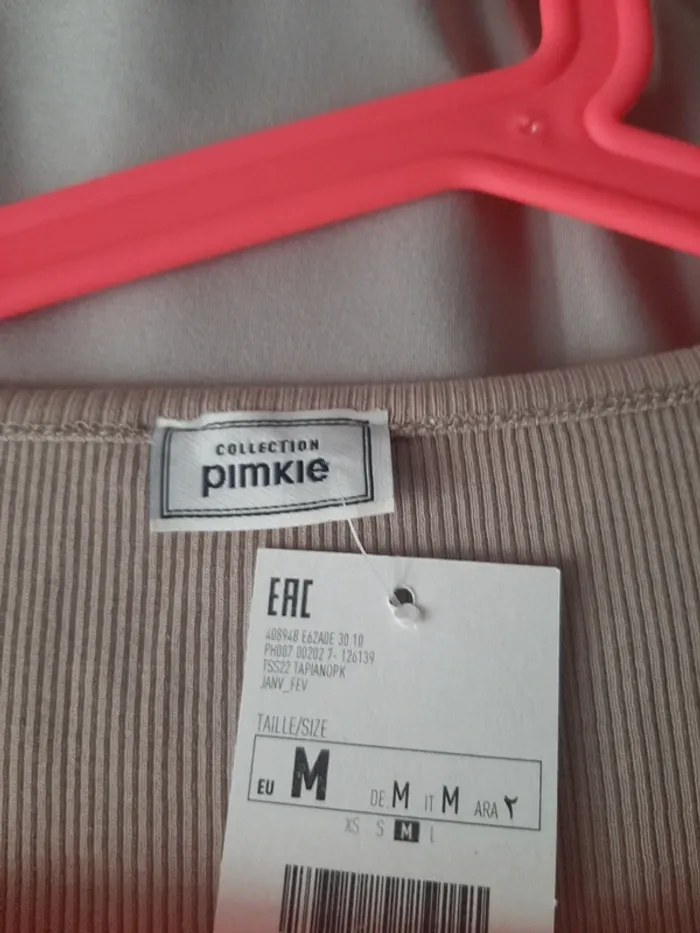 COLLECTION
pimkie
EAC
408948 E62A0E 30 10
PH007 00202 7- 126139
TSS22 TAPIANOPK
JANV_FEV
TAILLE/SIZE
EU M DE. M IT M ARA ٢
XS S M L